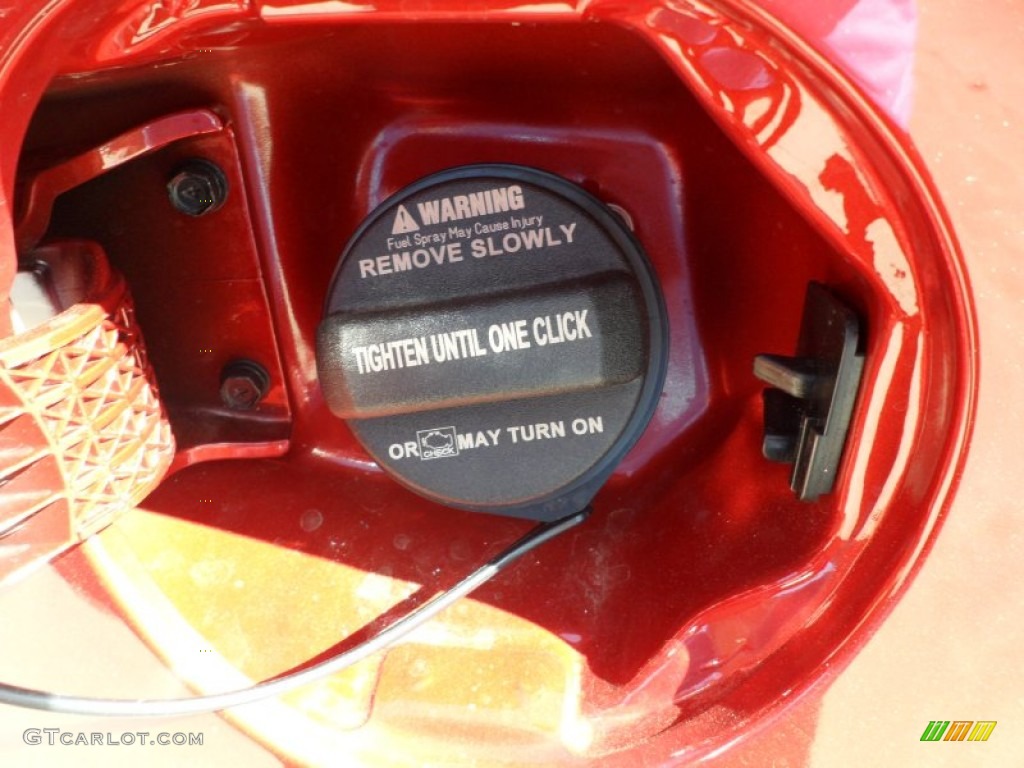 WARNING
Fuel Spray May Cause Injury
REMOVE SLOWLY
TIGHTEN UNTIL ONE CLICK
OR CHECK MAY TURN ON
GTCARLOT.COM